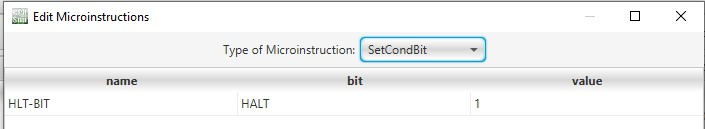 Edit Microinstructions
Type of Microinstruction: SetCondBit
name bit value
HLT-BIT HALT 1